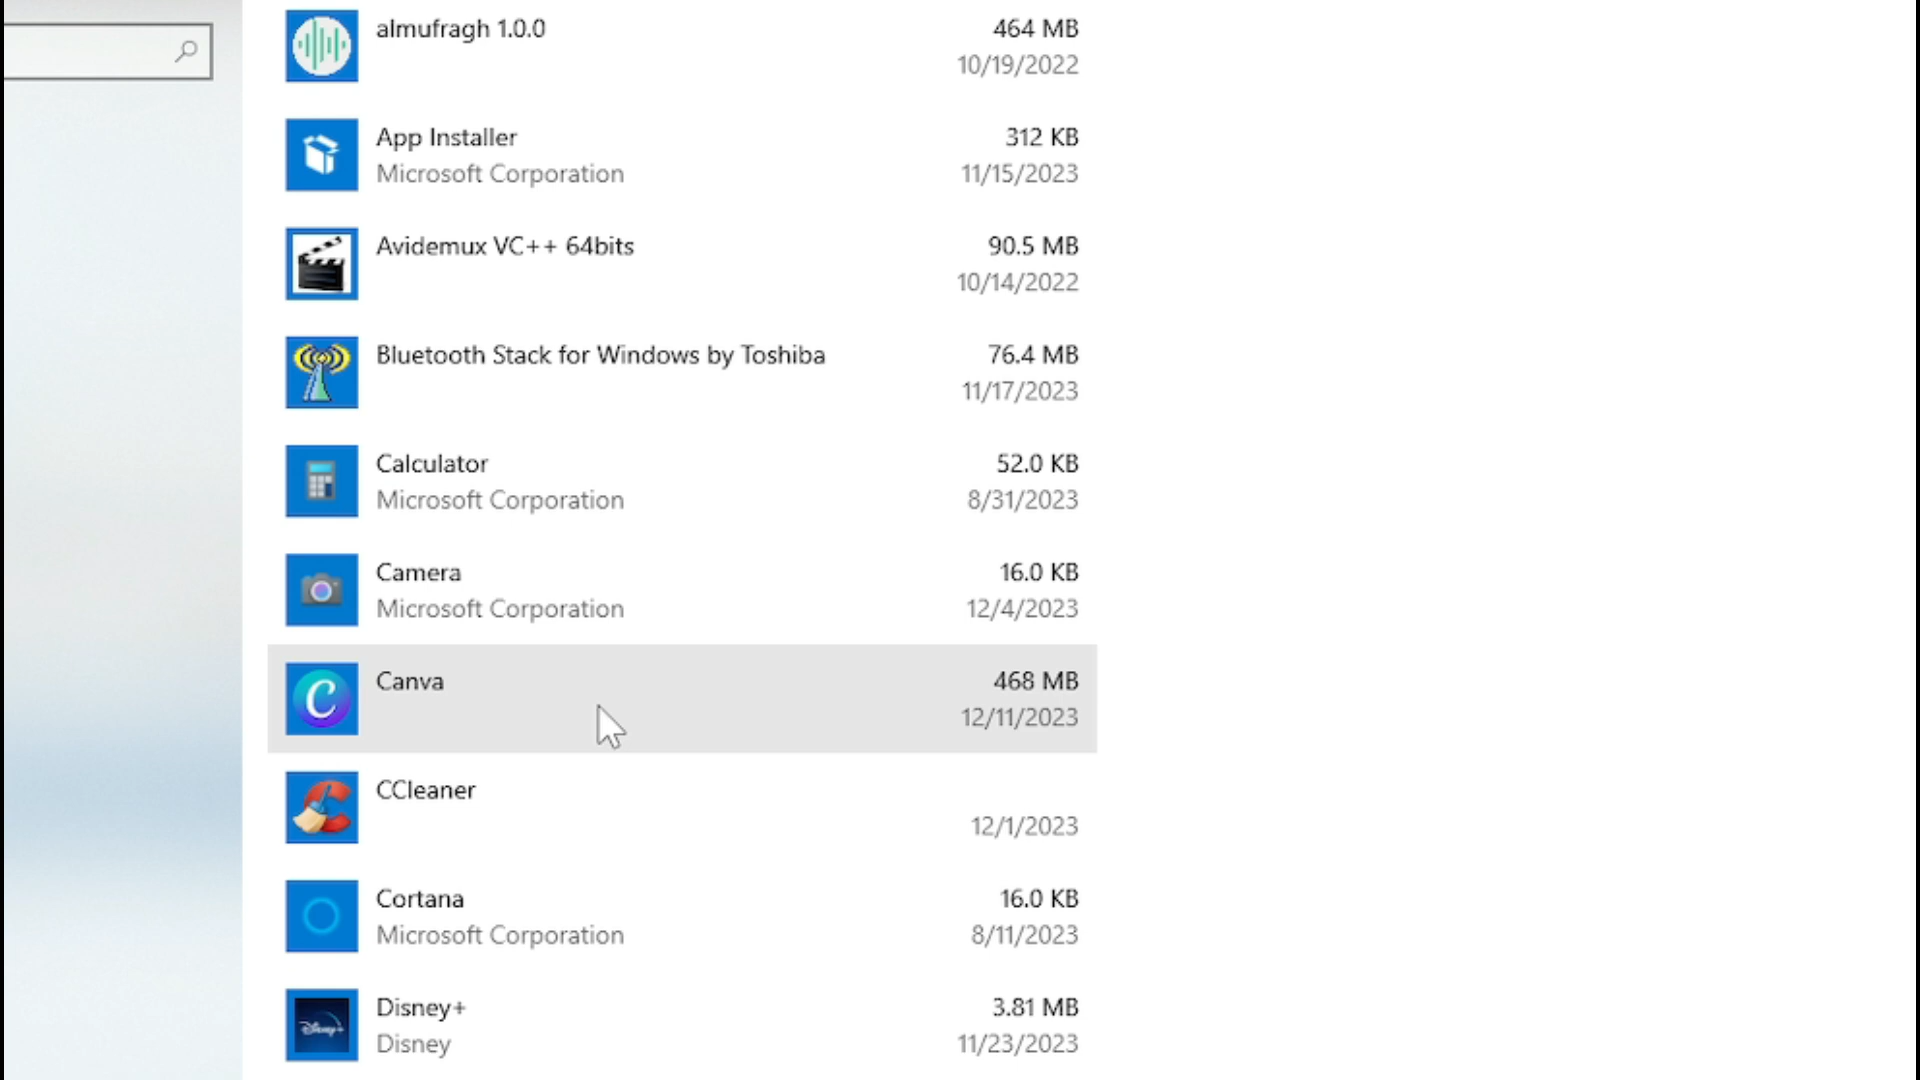 almufragh 1.0.0 464 MB
10/19/2022
App Installer 312 KB
Microsoft Corporation 11/15/2023
Avidemux VC++ 64bits 90.5 MB
10/14/2022
Bluetooth Stack for Windows by Toshiba 76.4 MB
11/17/2023
Calculator 52.0 KB
Microsoft Corporation 8/31/2023
Camera 16.0 KB
Microsoft Corporation 12/4/2023
Canva 468 MB
12/11/2023
CCleaner
12/1/2023
Cortana 16.0 KB
Microsoft Corporation 8/11/2023
Disney+ 3.81 MB
Disney+
Disney 11/23/2023